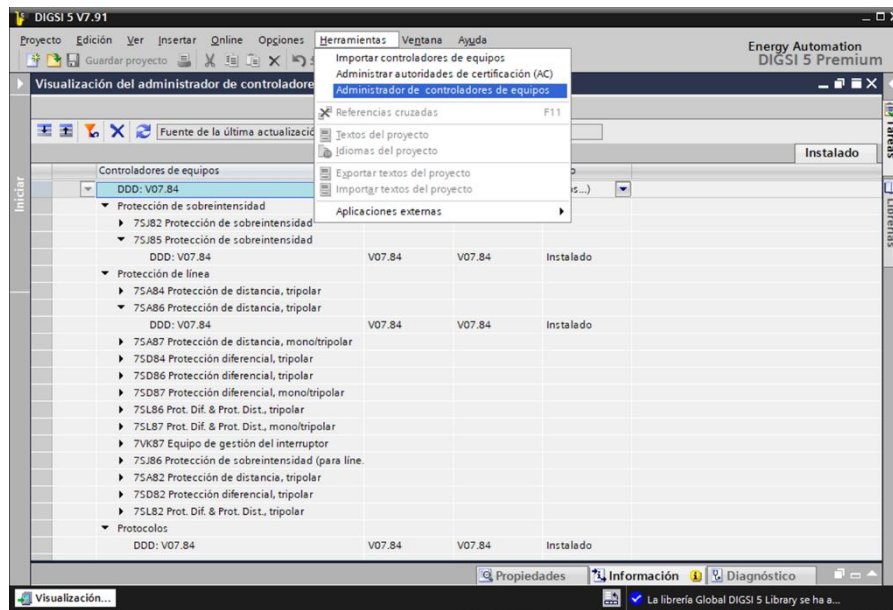 DIGSI 5 V7.91
Proyecto Edición Ver Insertar Online Opciones Herramientas Ventana Ayuda
Energy Automation
DIGSI 5 Premium
Guardar proyecto
Importar controladores de equipos
Administrar autoridades de certificación (AC)
Administrador de controladores de equipos
Referencias cruzadas F11
Textos del proyecto
Idiomas del proyecto
Exportar textos del proyecto
Importar textos del proyecto
Aplicaciones externas
Visualización del administrador de controladore
Fuente de la última actualizació
Instalado
Tareas
Librerías
Iniciar
Controladores de equipos
DDD: V07.84
Protección de sobreintensidad
7SJ82 Protección de sobreintensidad
7SJ85 Protección de sobreintensidad
DDD: V07.84 V07.84 V07.84 Instalado
Protección de línea
7SA84 Protección de distancia, tripolar
7SA86 Protección de distancia, tripolar
DDD: V07.84 V07.84 V07.84 Instalado
7SA87 Protección de distancia, mono/tripolar
7SD84 Protección diferencial, tripolar
7SD86 Protección diferencial, tripolar
7SD87 Protección diferencial, mono/tripolar
7SL86 Prot. Dif. & Prot. Dist., tripolar
7SL87 Prot. Dif. & Prot. Dist., mono/tripolar
7VK87 Equipo de gestión del interruptor
7SJ86 Protección de sobreintensidad (para líne.
7SA82 Protección de distancia, tripolar
7SD82 Protección diferencial, tripolar
7SL82 Prot. Dif. & Prot. Dist., tripolar
Protocolos
DDD: V07.84 V07.84 V07.84 Instalado
Propiedades Información Diagnóstico
Visualización...
La librería Global DIGSI 5 Library se ha a...